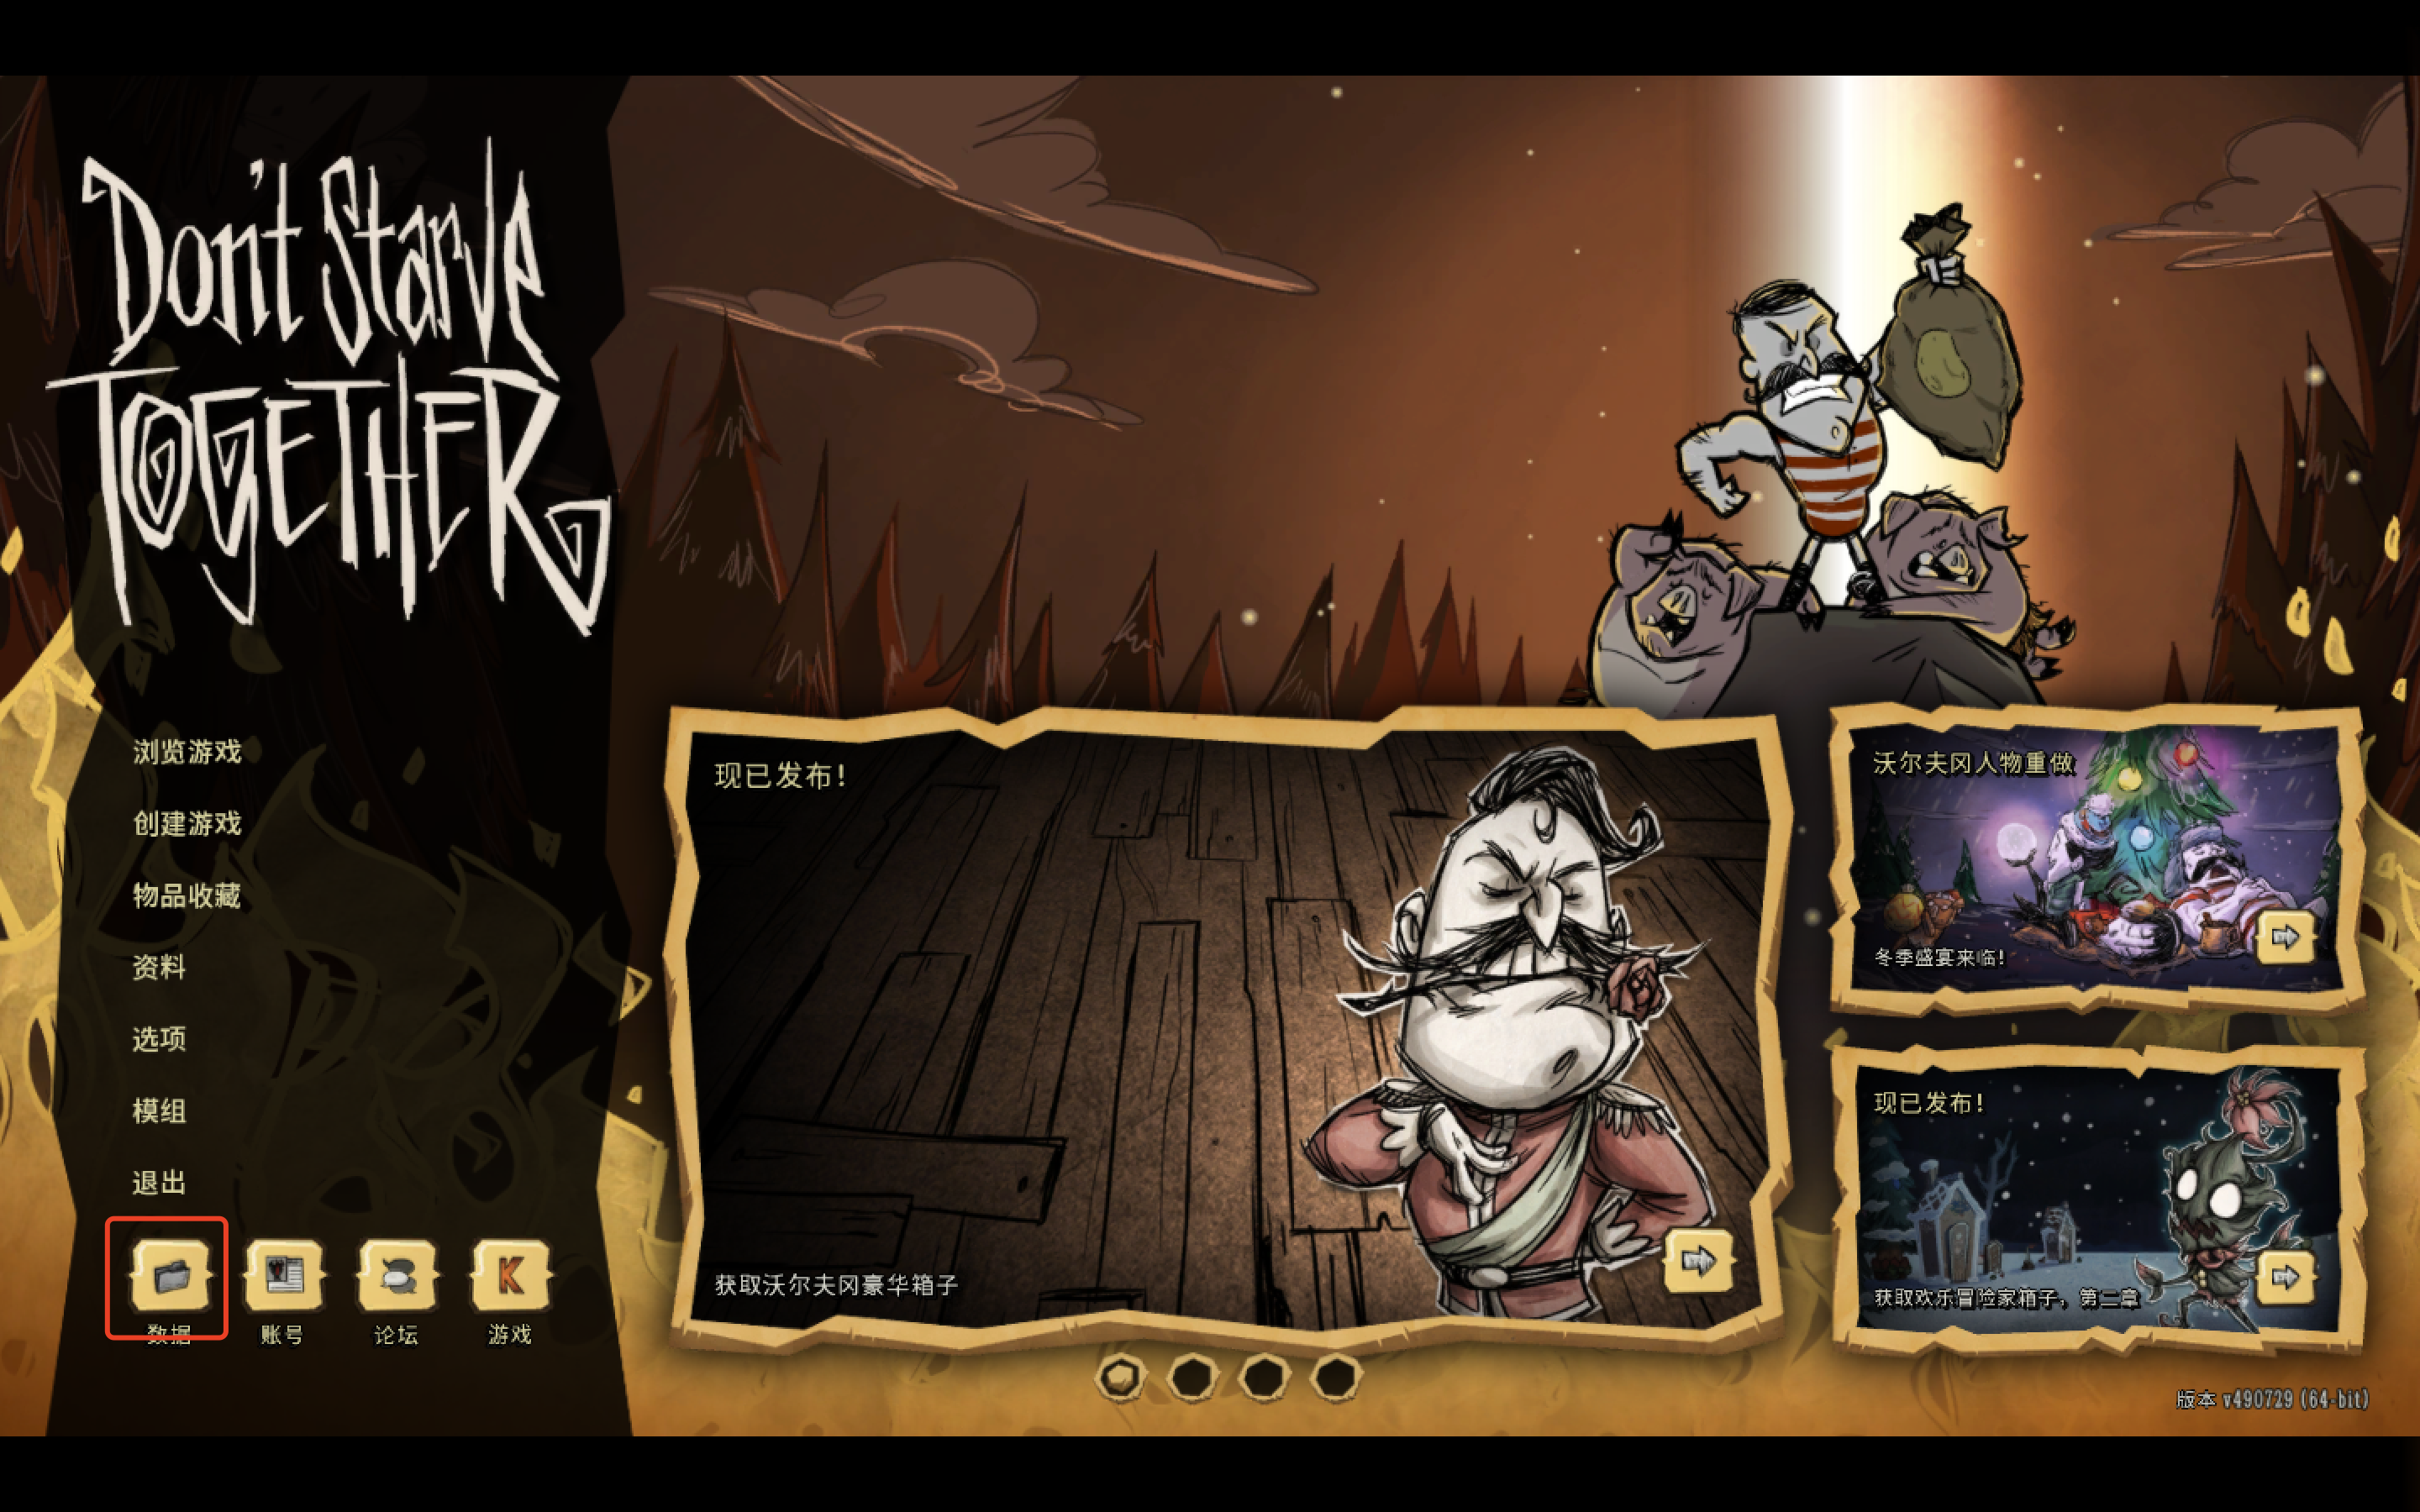 Don't Starve
TOGETHER
浏览游戏
创建游戏
物品收藏
资料
选项
模组
退出
数据
账号
论坛
K
游戏
现已发布!
获取沃尔夫冈豪华箱子
沃尔夫冈人物重做
冬季盛宴来临!
现已发布!
获取欢乐冒险家箱子，第二章
版本 v490729 (64-bit)